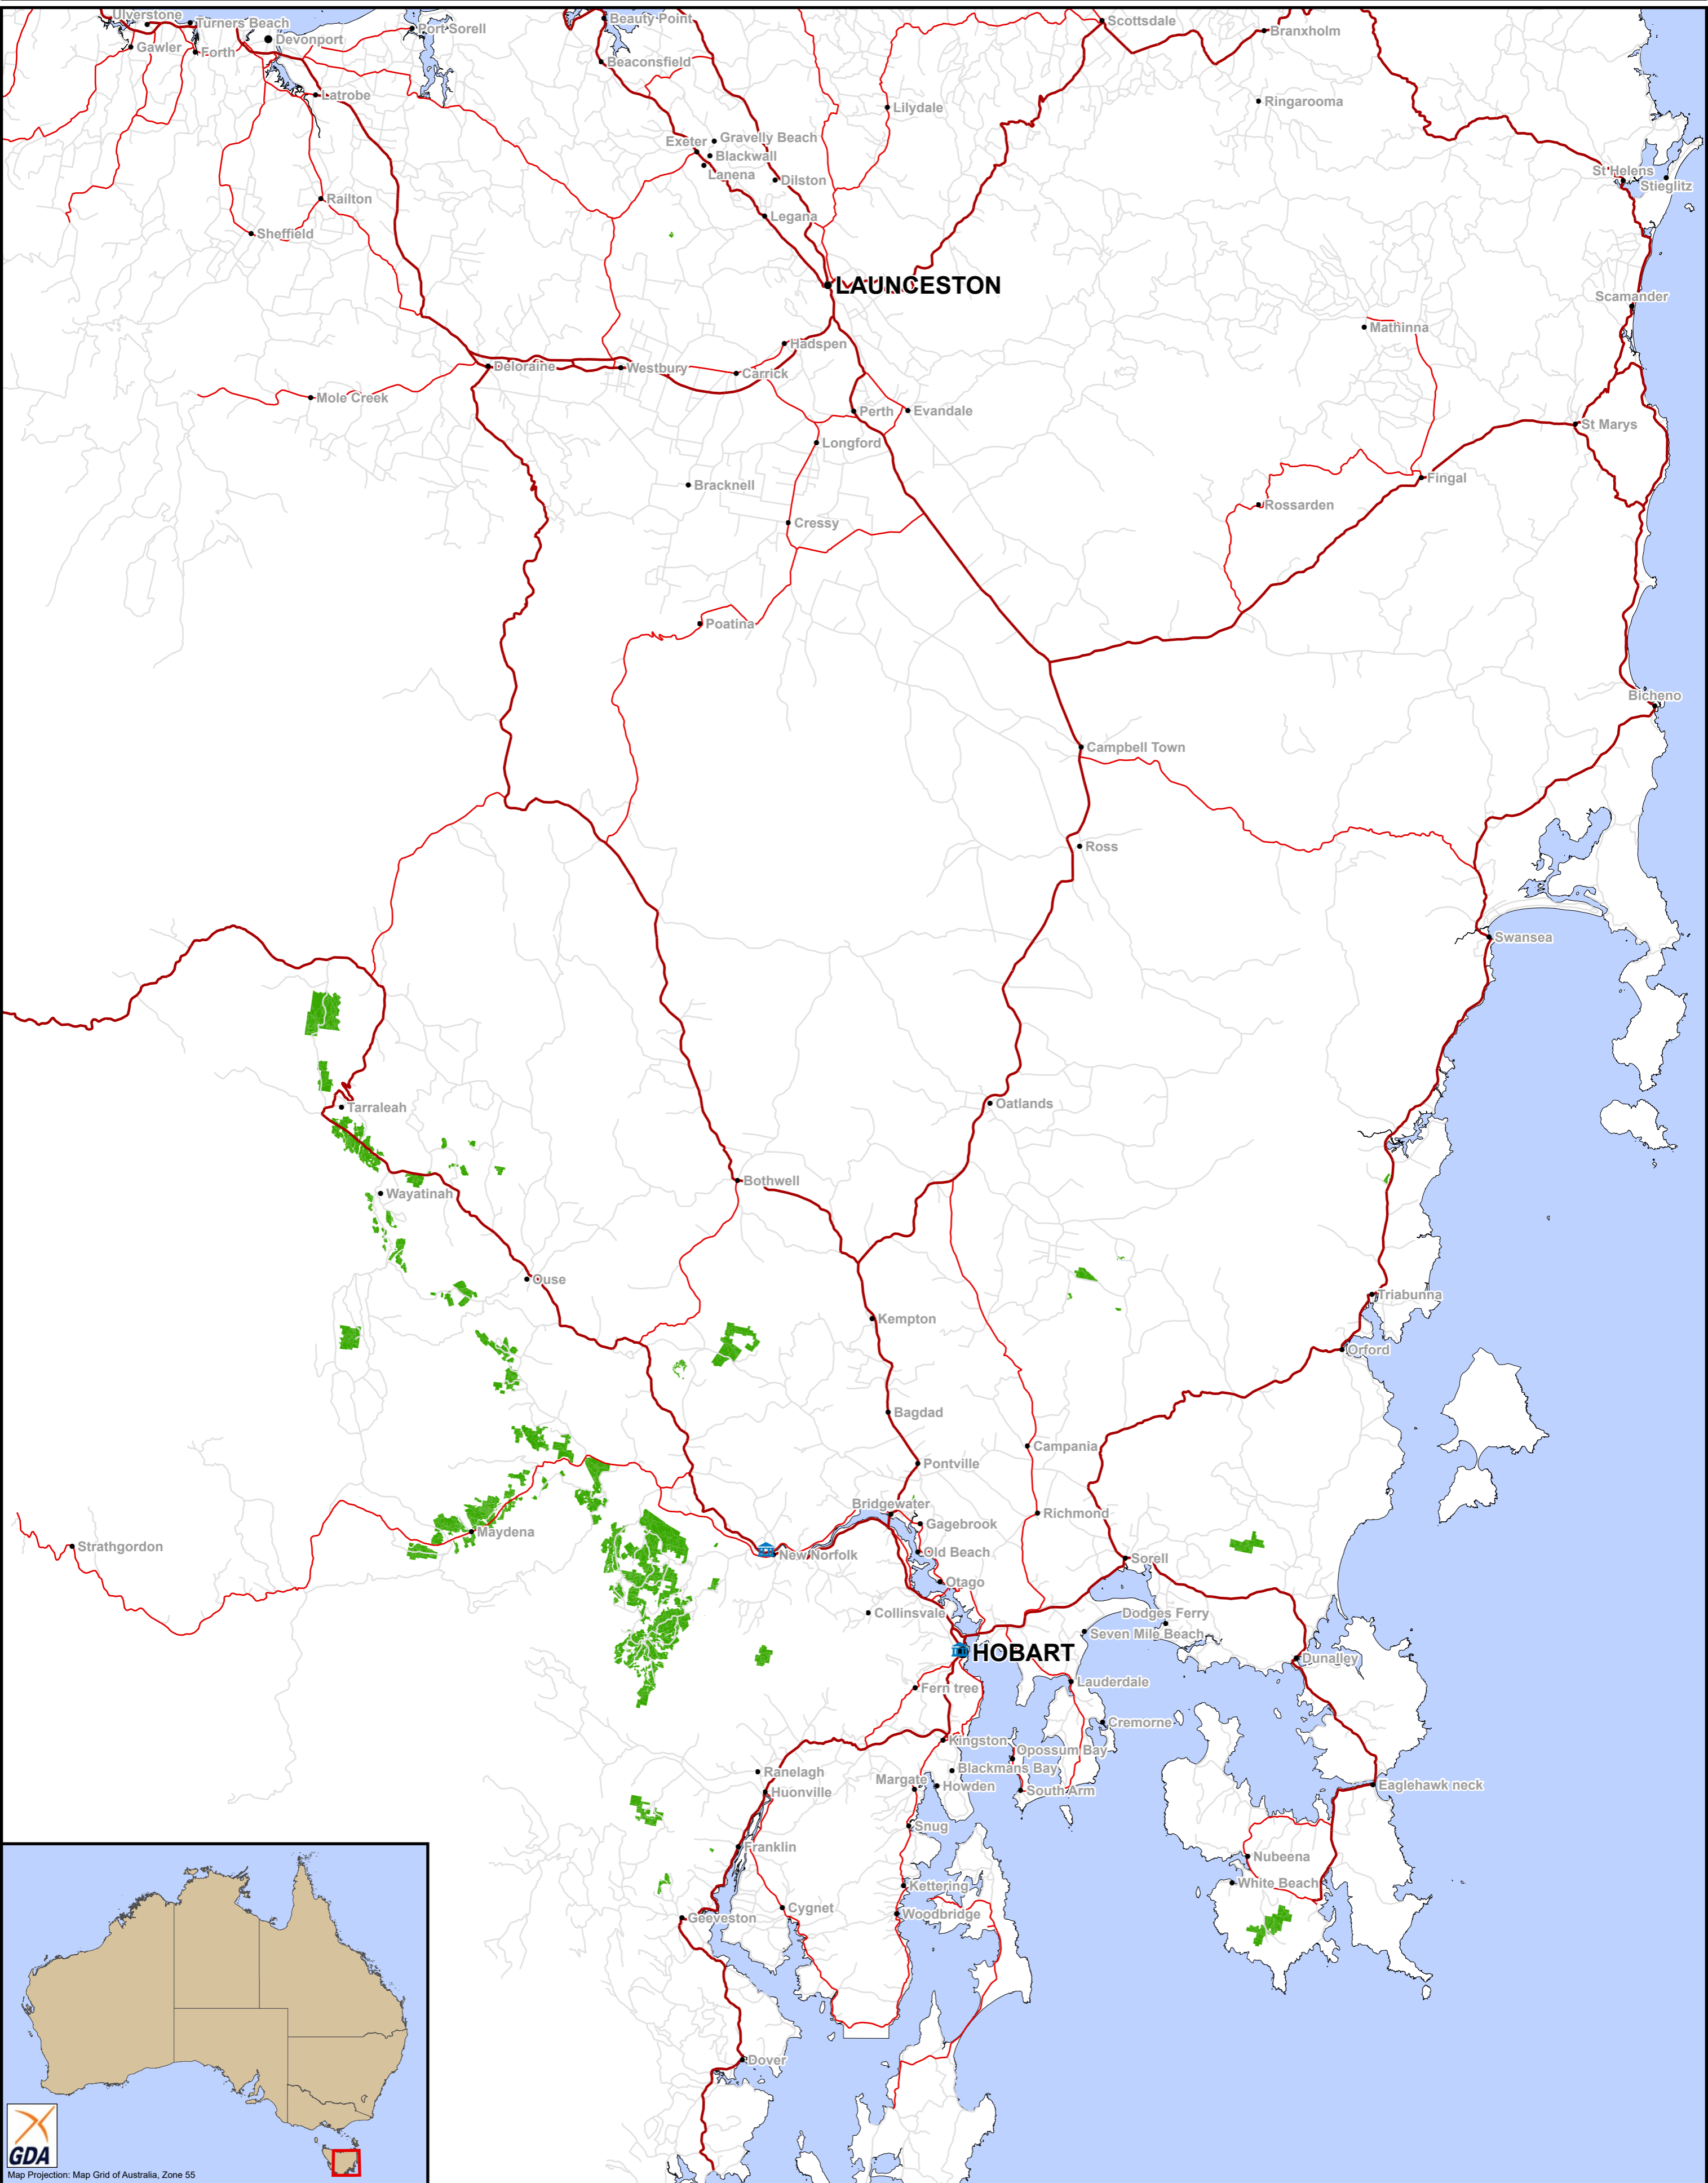 Ulverstone
Turners Beach
Devonport
Gawler
Forth
Port Sorell
Beauty Point
Beaconsfield
Scottsdale
Branxholm
Latrobe
Lilydale
Ringarooma
Exeter
Gravelly Beach
Blackwall
Lanena
Dilston
St Helens
Stieglitz
Railton
Legana
Sheffield
LAUNCESTON
Scamander
Mathinna
Hadspen
Deloraine
Westbury
Carrick
Mole Creek
Perth
Evandale
St Marys
Longford
Bracknell
Fingal
Rossarden
Cressy
Poatina
Bicheno
Campbell Town
Ross
Swansea
Tarraleah
Oatlands
Bothwell
Wayatinah
Ouse
Triabunna
Kempton
Orford
Bagdad
Campania
Pontville
Bridgewater
Richmond
Gagebrook
Maydena
Strathgordon
New Norfolk
Old Beach
Sorell
Otago
Collinsvale
Dodges Ferry
Seven Mile Beach
HOBART
Dunalley
Lauderdale
Fern tree
Cremorne
Kingston
Opossum Bay
Ranelagh
Blackmans Bay
Margate
Howden
South Arm
Eaglehawk neck
Huonville
Snug
Franklin
Nubeena
White Beach
Kettering
Cygnet
Woodbridge
Geeveston
Dover
GDA
Map Projection: Map Grid of Australia, Zone 55